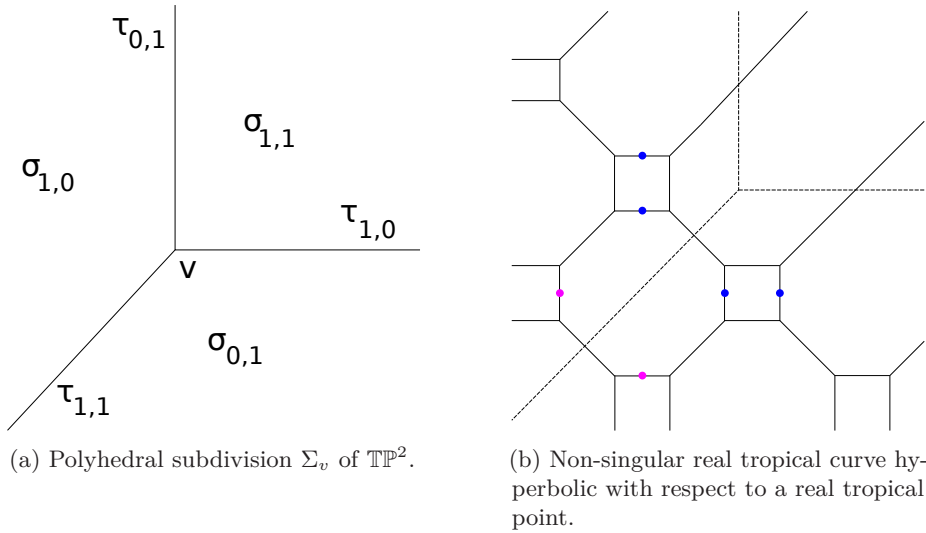 τ0,1
σ1,1
σ1,0
τ1,0
v
σ0,1
τ1,1
(a) Polyhedral subdivision Σv of 𝕋ℙ².
(b) Non-singular real tropical curve hy-
perbolic with respect to a real tropical
point.